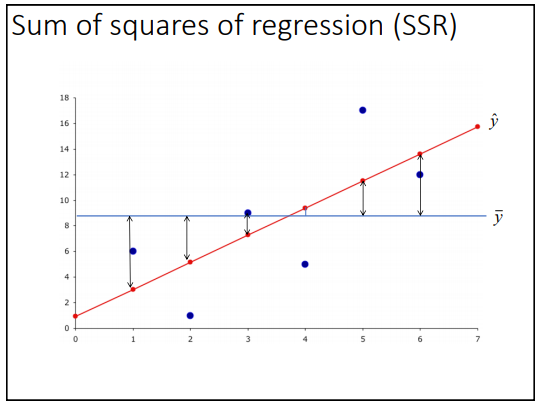 Sum of squares of regression (SSR)
18
16
14
12
10
8
6
4
2
0
0 1 2 3 4 5 6 7
ŷ
y̅